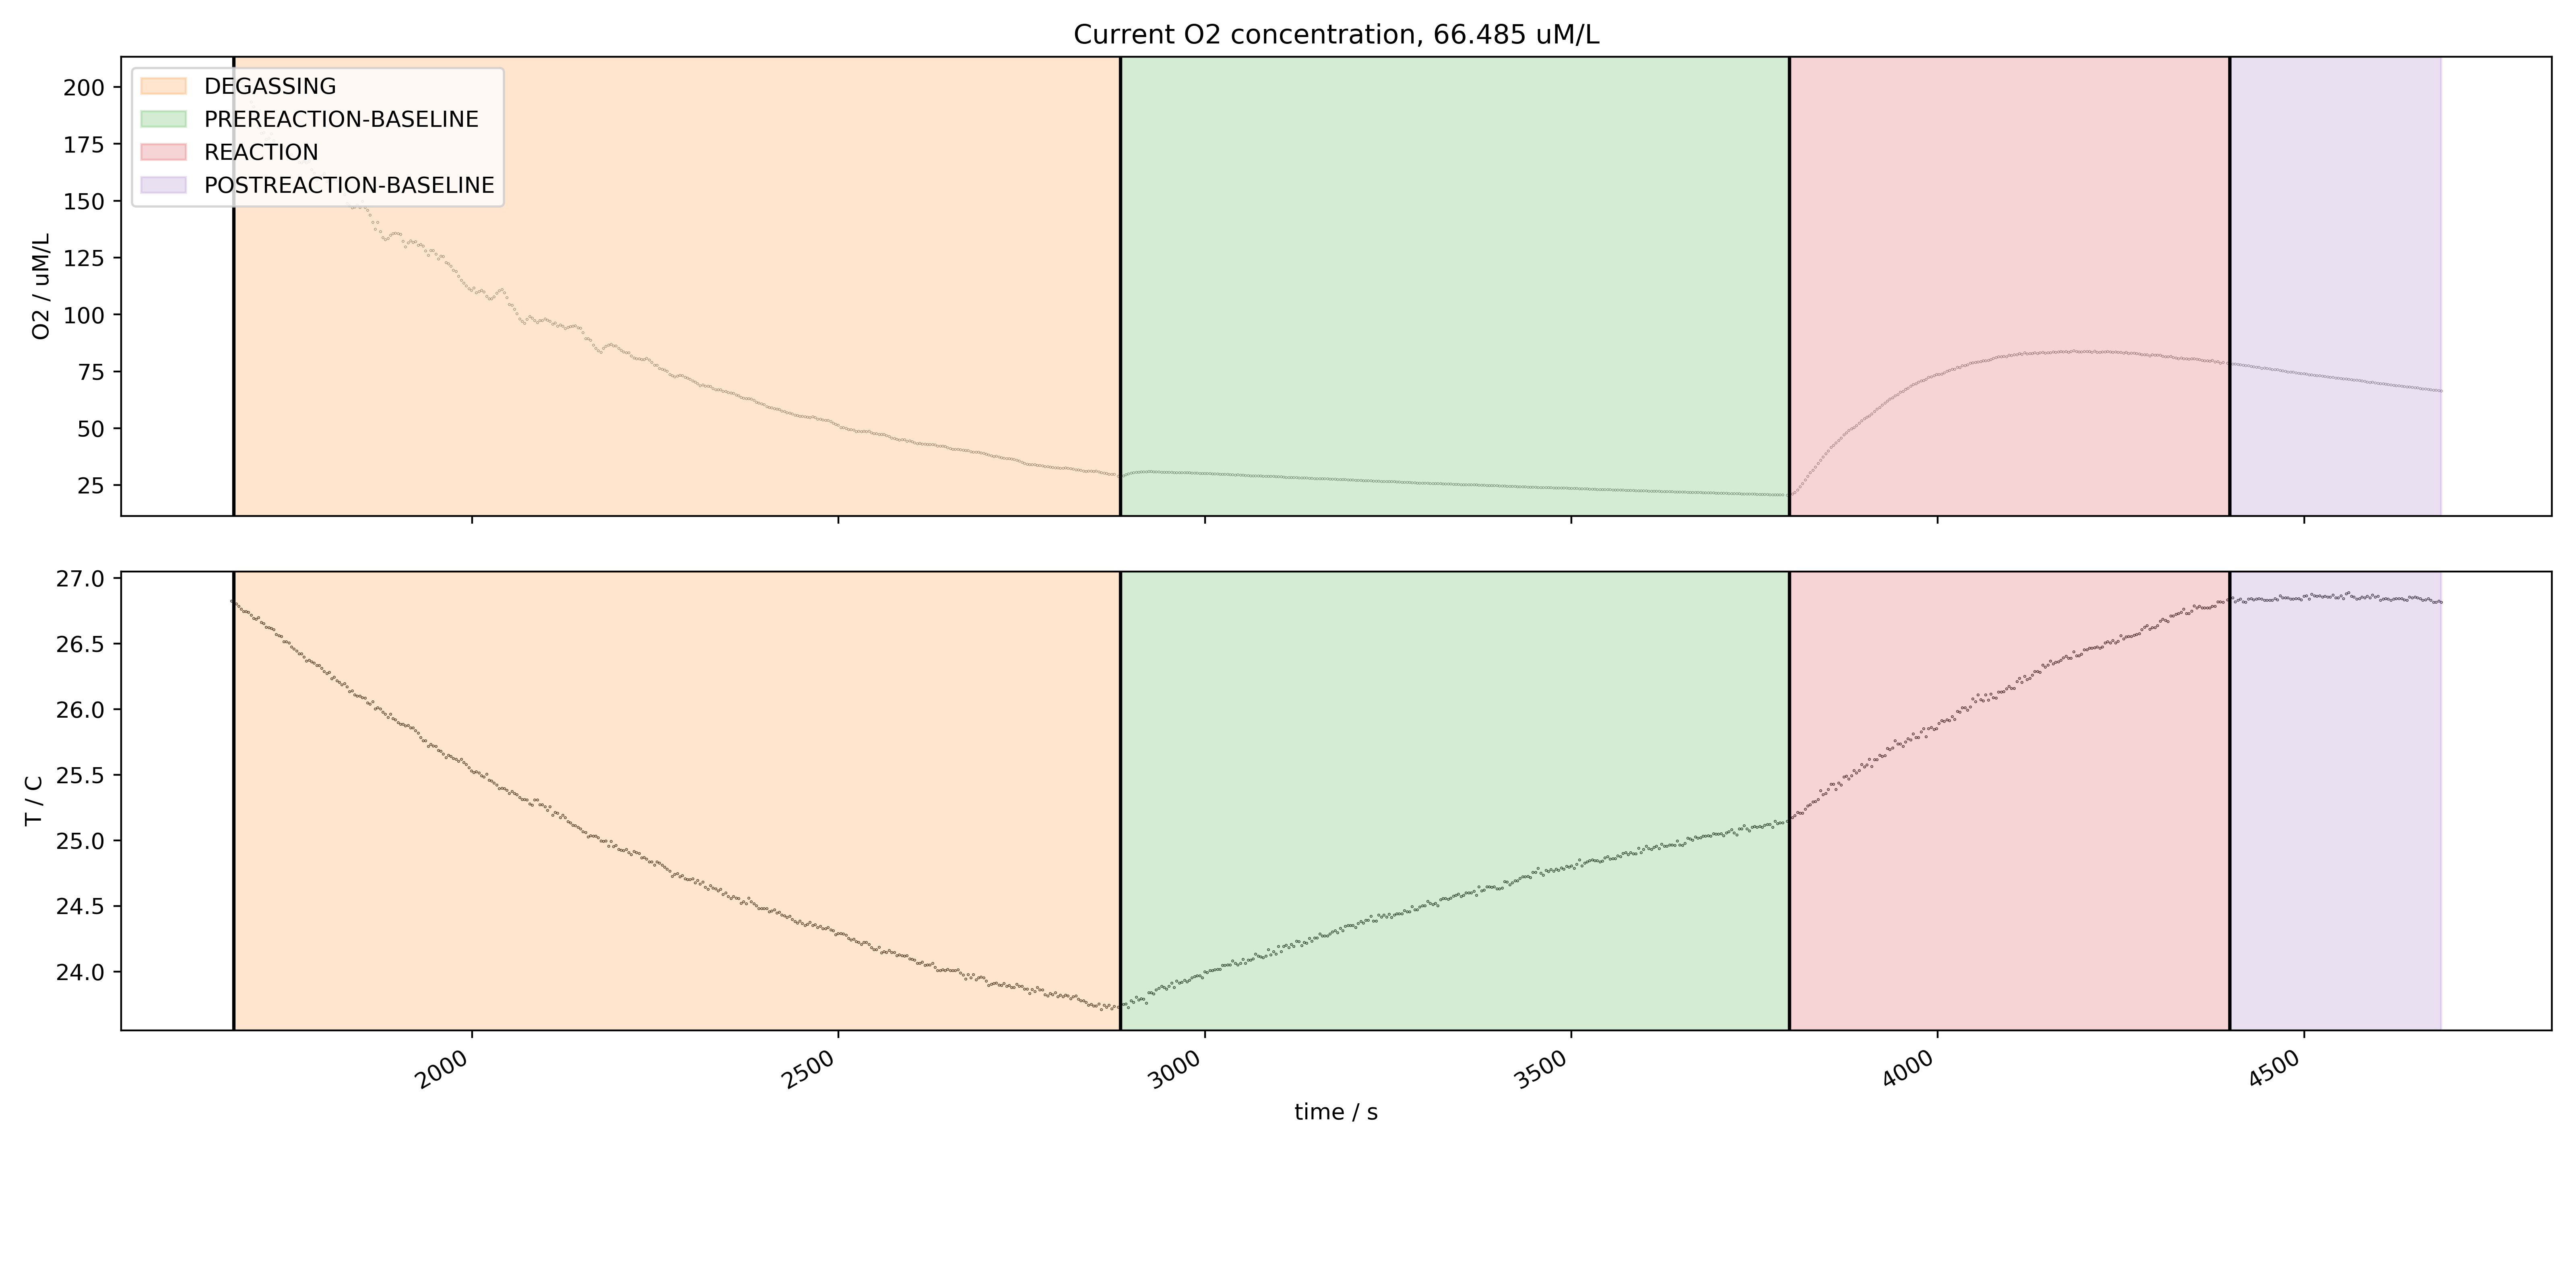 Current O2 concentration, 66.485 uM/L
DEGASSING
PREREACTION-BASELINE
REACTION
POSTREACTION-BASELINE
O2 / uM/L
200
175
150
125
100
75
50
25
T / C
27.0
26.5
26.0
25.5
25.0
24.5
24.0
2000
2500
3000
3500
4000
4500
time / s